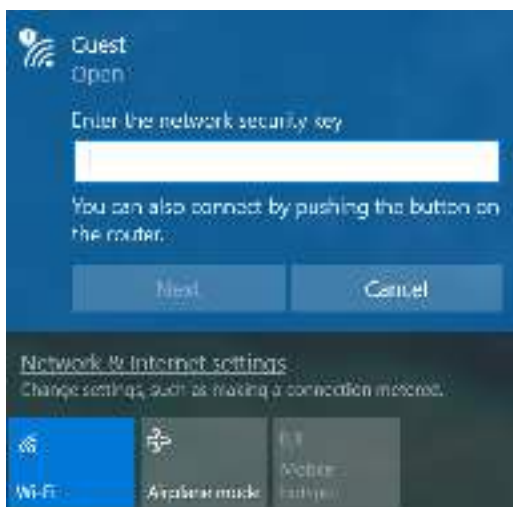 Guest
Open
Enter the network security key
You can also connect by pushing the button on
the router.
Next
Cancel
Network & Internet settings
Change settings, such as making a connection metered.
Wi-Fi
Airplane mode
Mobile
hotspot